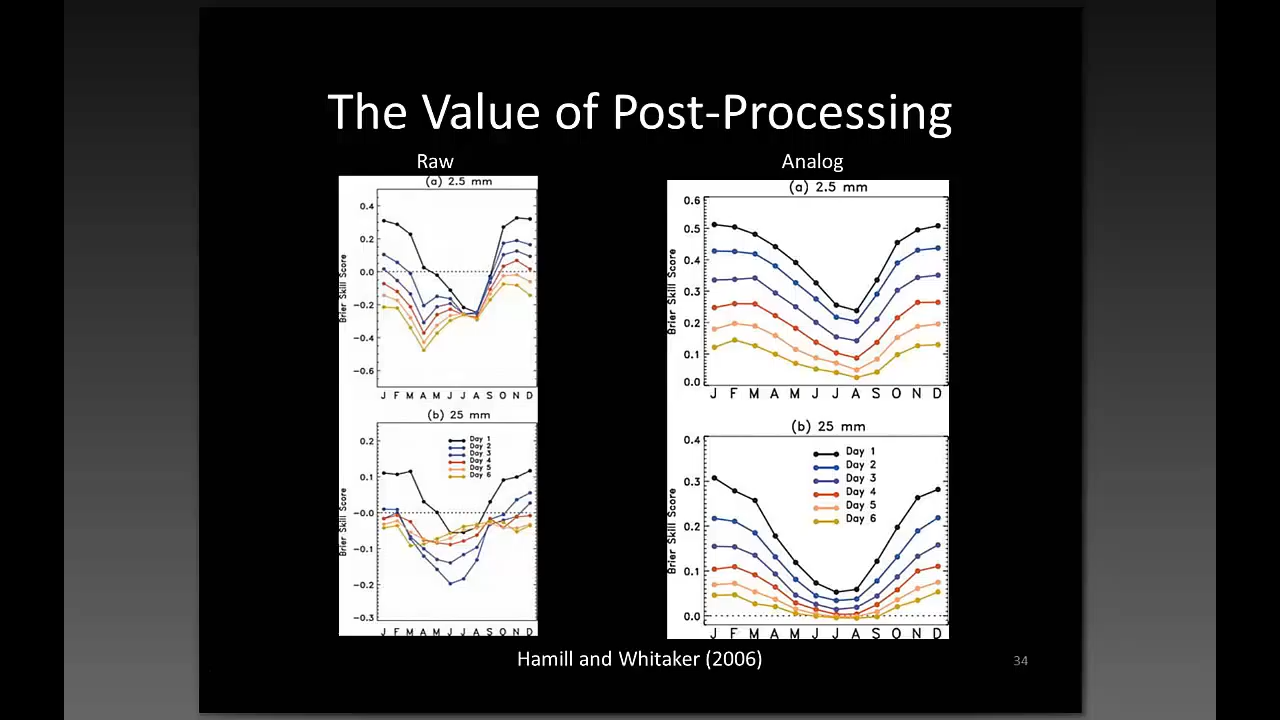 The Value of Post-Processing
Raw
(a) 2.5 mm
0.4
0.2
0.0
−0.2
−0.4
−0.6
Brier Skill Score
J F M A M J J A S O N D
(b) 25 mm
0.2
0.1
−0.0
−0.1
−0.2
−0.3
Brier Skill Score
Day 1
Day 2
Day 3
Day 4
Day 5
Day 6
J F M A M J J A S O N D
Analog
(a) 2.5 mm
0.6
0.5
0.4
0.3
0.2
0.1
0.0
Brier Skill Score
J F M A M J J A S O N D
(b) 25 mm
0.4
0.3
0.2
0.1
0.0
Brier Skill Score
Day 1
Day 2
Day 3
Day 4
Day 5
Day 6
J F M A M J J A S O N D
Hamill and Whitaker (2006)
34